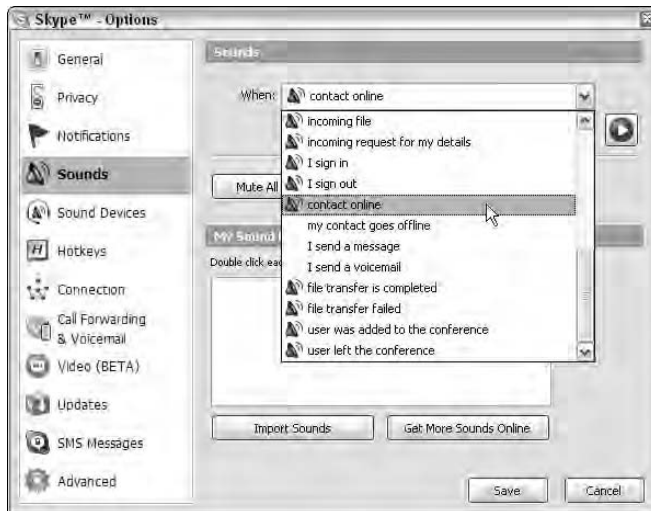 Skype™ - Options
General
Privacy
Notifications
Sounds
Sound Devices
Hotkeys
Connection
Call Forwarding
& Voicemail
Video (BETA)
Updates
SMS Messages
Advanced
Sounds
When: contact online
incoming file
incoming request for my details
I sign in
I sign out
contact online
my contact goes offline
I send a message
I send a voicemail
file transfer is completed
file transfer failed
user was added to the conference
user left the conference
Mute All
My Sound
Double click
Import Sounds
Get More Sounds Online
Save
Cancel